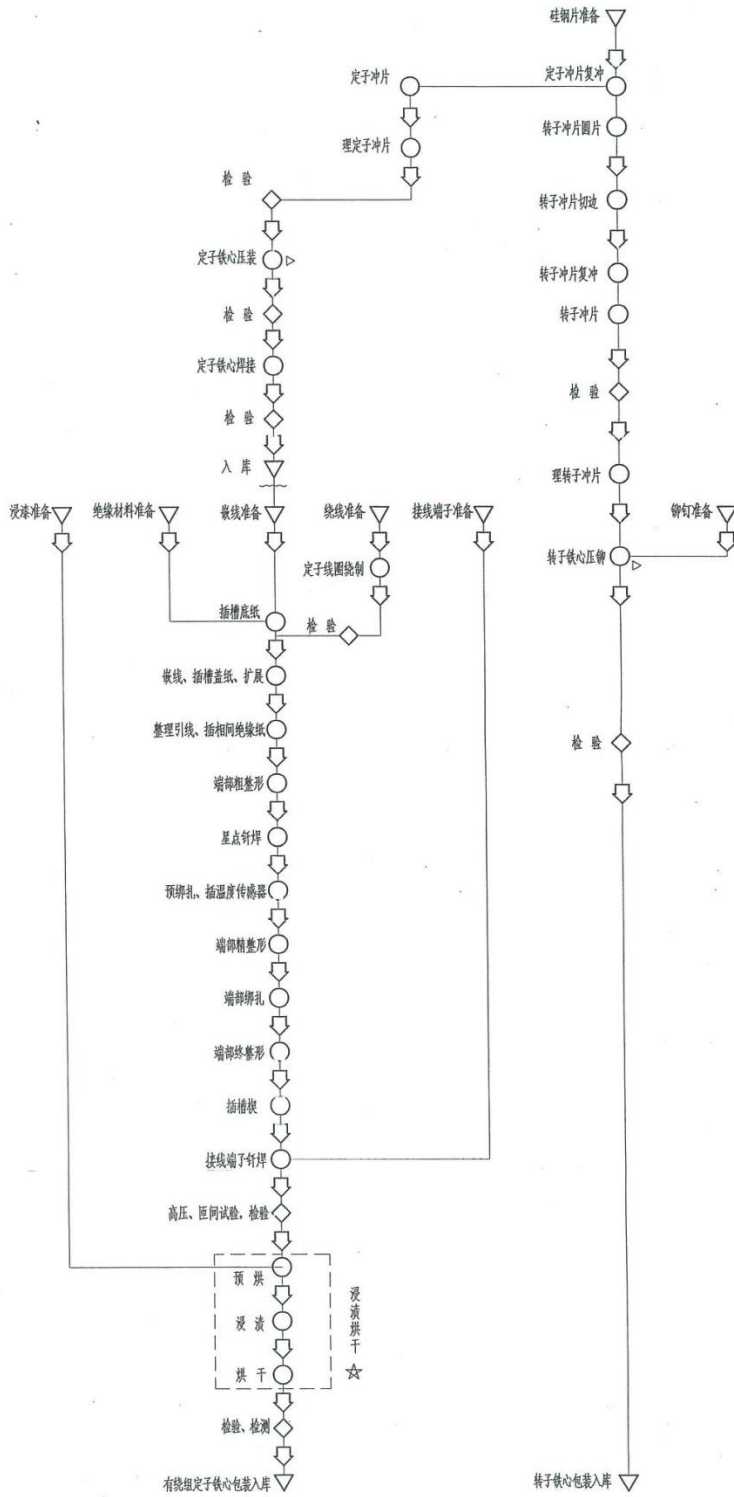 硅钢片准备
定子冲片
定子冲片复冲
转子冲片圆片
理定子冲片
检 验
转子冲片切边
定子铁心压装
转子冲片复冲
检 验
转子冲片
定子铁心焊接
检 验
检 验
入 库
理转子冲片
浸漆准备
绝缘材料准备
嵌线准备
绕线准备
接线端子准备
铆钉准备
转子铁心压铆
定子线圈绕制
插槽底纸
检 验
嵌线、插槽盖纸、扩展
整理引线、插相间绝缘纸
检 验
端部粗整形
星点钎焊
预绑扎、插温度传感器
端部精整形
端部绑扎
端部终整形
插槽楔
接线端子钎焊
高压、匝间试验,检验
预 烘
浸渍烘干
浸 渍
烘 干
检验、检测
有绕组定子铁心包装入库
转子铁心包装入库